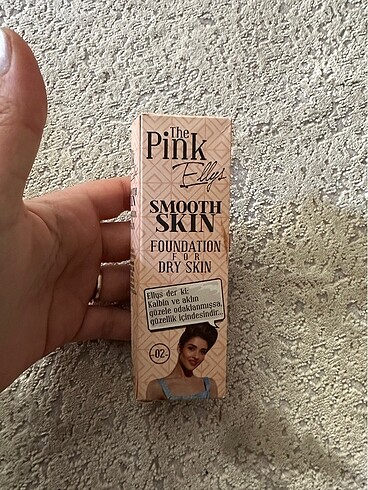 The
Pink
Ellys
SMOOTH
SKIN
FOUNDATION
FOR
DRY SKIN
Ellys der ki:
Kalbin ve aklın
güzele odaklanmışsa,
güzellik içindesindir...
-02-